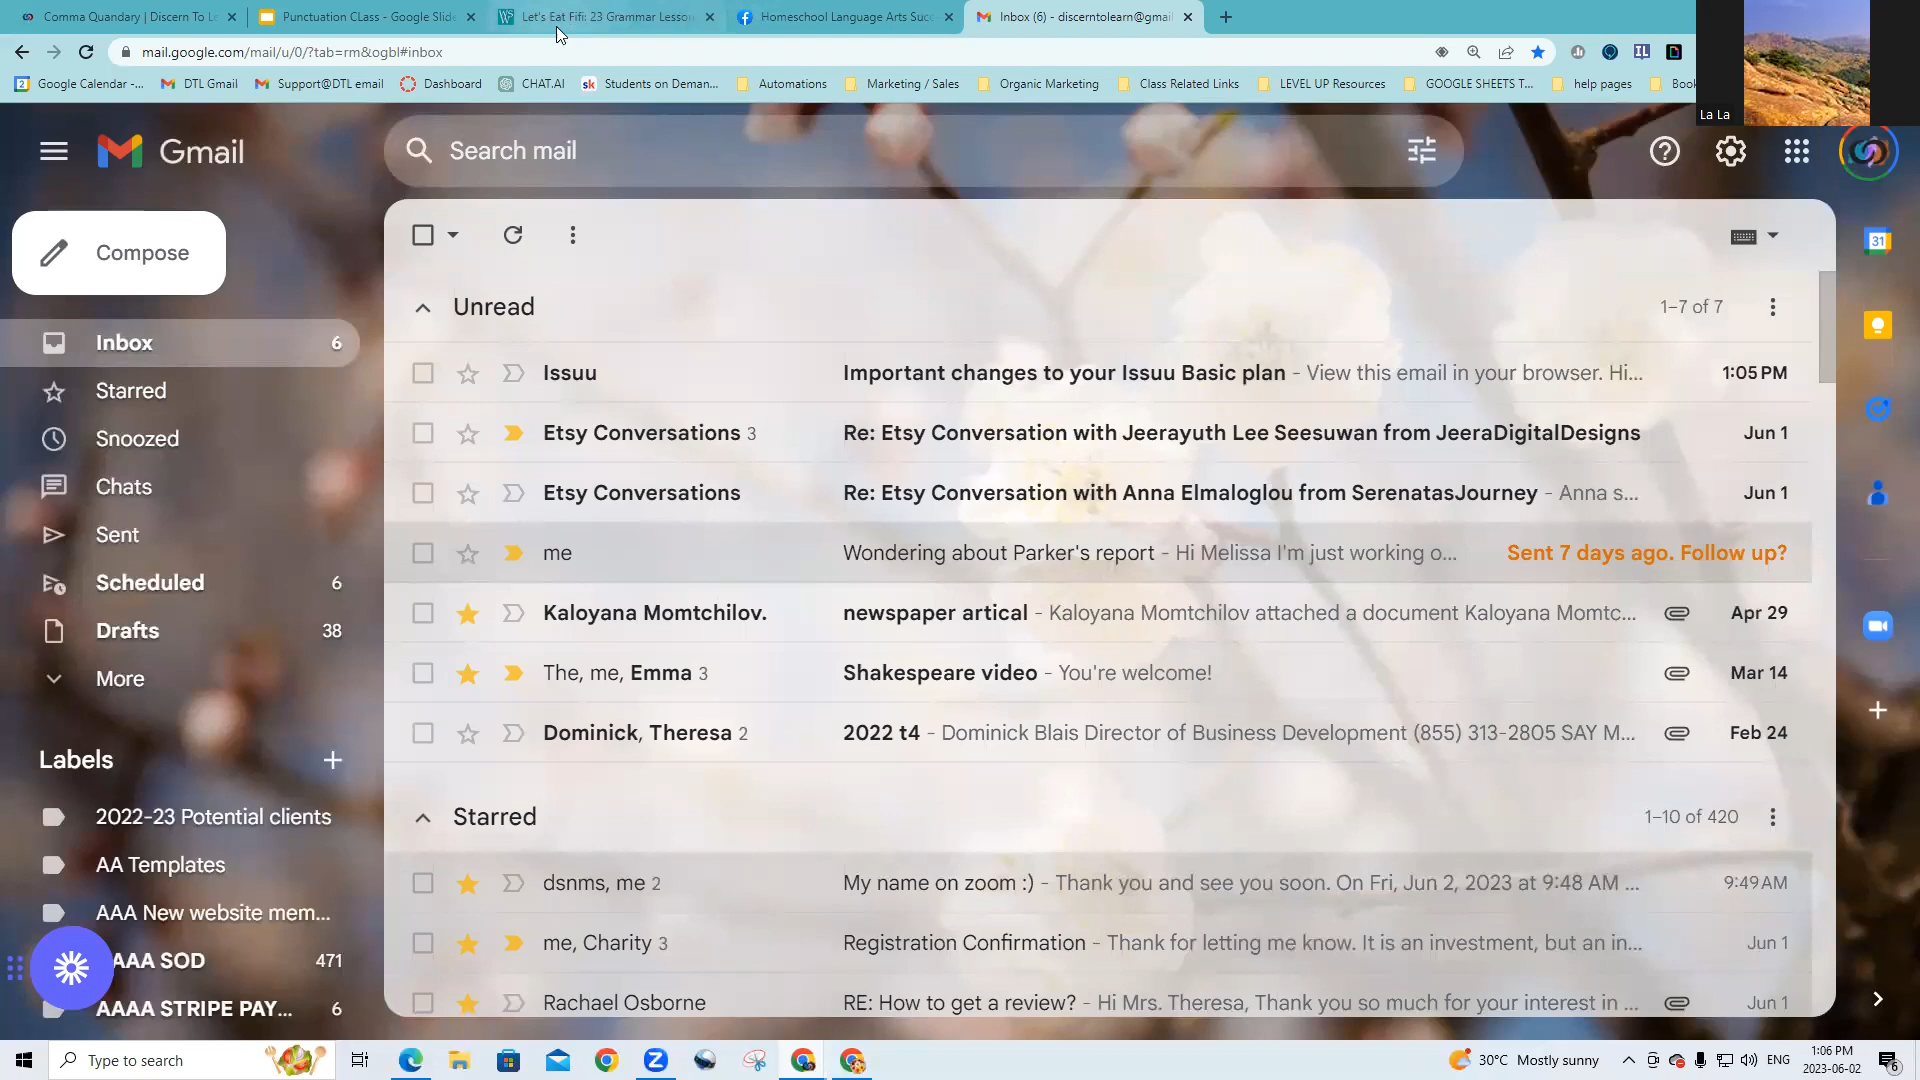 Comma Quandary | Discern To Le
Punctuation CLass - Google Slide
Let's Eat Fifi: 23 Grammar Lesson
Homeschool Language Arts Succ
Inbox (6) - discerntolearn@gmail
mail.google.com/mail/u/0/?tab=rm&ogbl#inbox
Google Calendar -...
DTL Gmail
Support@DTL email
Dashboard
CHAT.AI
Students on Deman...
Automations
Marketing / Sales
Organic Marketing
Class Related Links
LEVEL UP Resources
GOOGLE SHEETS T...
help pages
Book
La La
Gmail
Search mail
Compose
Inbox 6
Starred
Snoozed
Chats
Sent
Scheduled 6
Drafts 38
More
Labels
2022-23 Potential clients
AA Templates
AAA New website mem...
AAA SOD 471
AAAA STRIPE PAY... 6
Unread 1–7 of 7
Issuu Important changes to your Issuu Basic plan - View this email in your browser. Hi... 1:05 PM
Etsy Conversations 3 Re: Etsy Conversation with Jeerayuth Lee Seesuwan from JeeraDigitalDesigns Jun 1
Etsy Conversations Re: Etsy Conversation with Anna Elmaloglou from SerenatasJourney - Anna s... Jun 1
me Wondering about Parker's report - Hi Melissa I'm just working o... Sent 7 days ago. Follow up?
Kaloyana Momtchilov. newspaper artical - Kaloyana Momtchilov attached a document Kaloyana Momtc... Apr 29
The, me, Emma 3 Shakespeare video - You're welcome! Mar 14
Dominick, Theresa 2 2022 t4 - Dominick Blais Director of Business Development (855) 313-2805 SAY M... Feb 24
Starred 1–10 of 420
dsnms, me 2 My name on zoom :) - Thank you and see you soon. On Fri, Jun 2, 2023 at 9:48 AM ... 9:49 AM
me, Charity 3 Registration Confirmation - Thank for letting me know. It is an investment, but an in... Jun 1
Rachael Osborne RE: How to get a review? - Hi Mrs. Theresa, Thank you so much for your interest in ... Jun 1
Type to search
30°C Mostly sunny
ENG
1:06 PM
2023-06-02
6